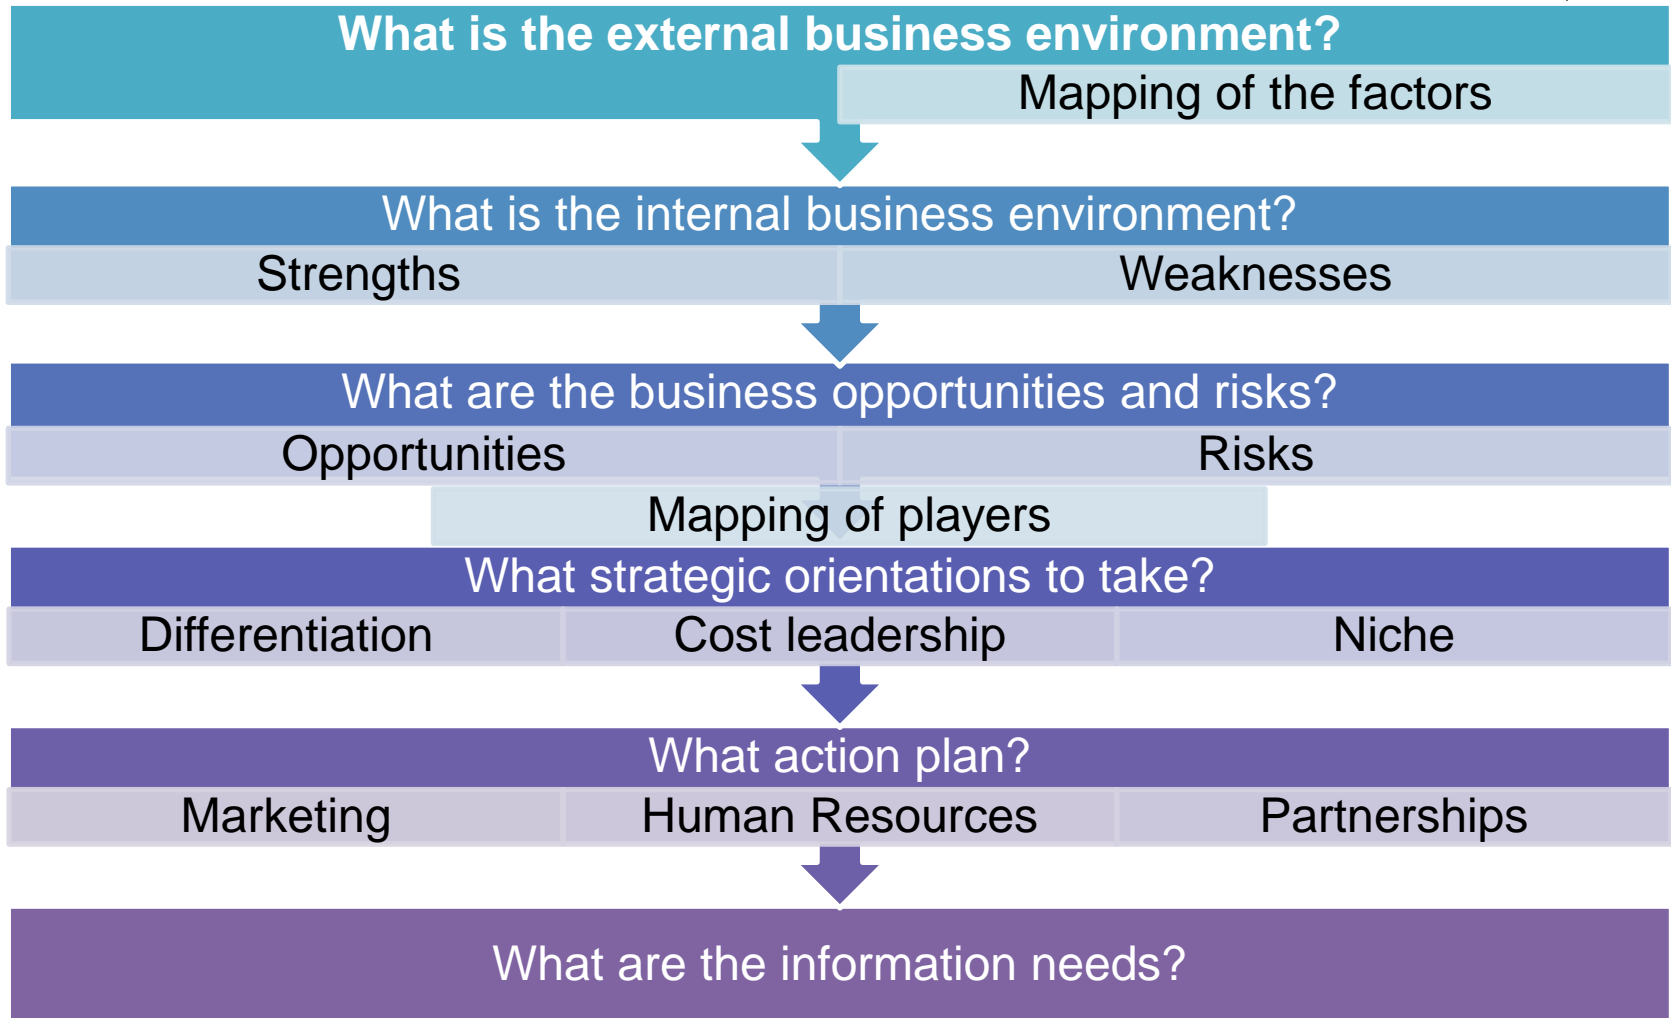 What is the external business environment?
Mapping of the factors
What is the internal business environment?
Strengths
Weaknesses
What are the business opportunities and risks?
Opportunities
Risks
Mapping of players
What strategic orientations to take?
Differentiation
Cost leadership
Niche
What action plan?
Marketing
Human Resources
Partnerships
What are the information needs?